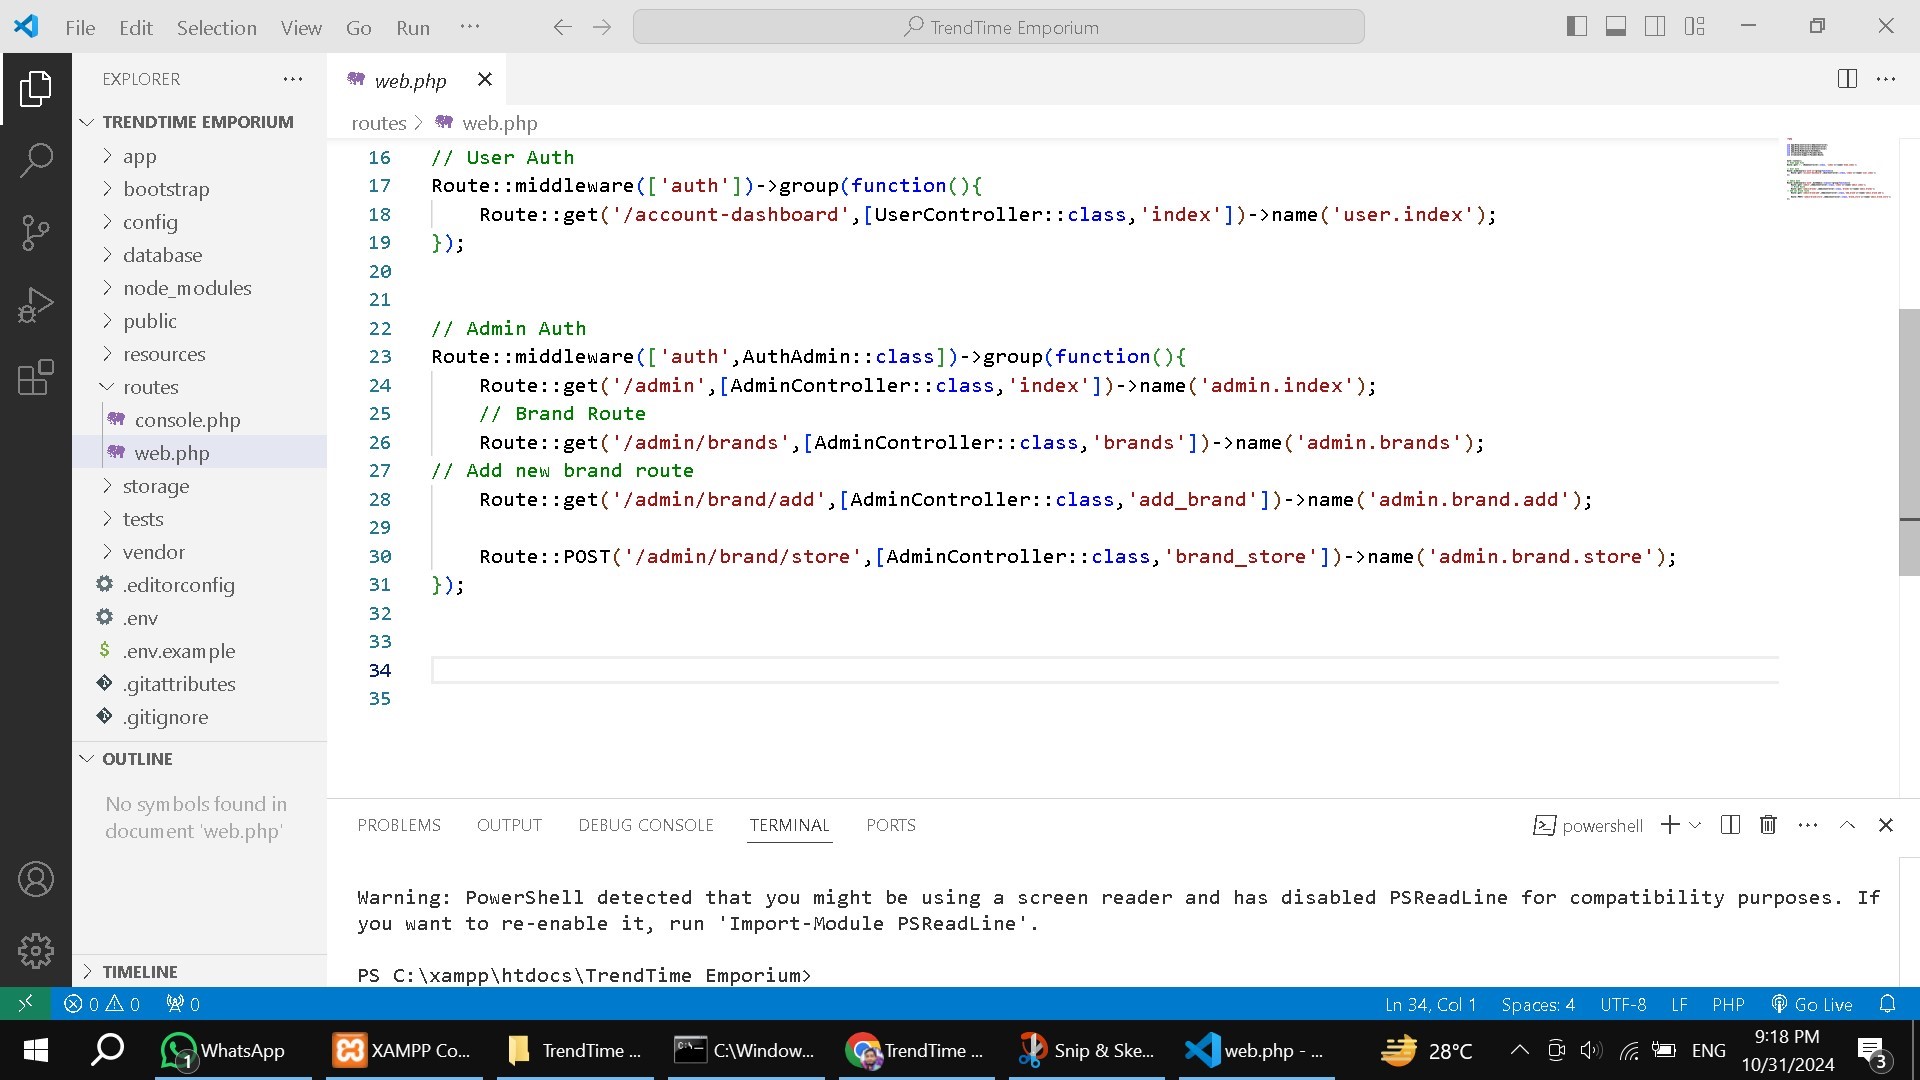 File Edit Selection View Go Run ···
TrendTime Emporium
EXPLORER ···
TRENDTIME EMPORIUM
app
bootstrap
config
database
node_modules
public
resources
routes
console.php
web.php
storage
tests
vendor
.editorconfig
.env
$ .env.example
.gitattributes
.gitignore
OUTLINE
No symbols found in
document 'web.php'
TIMELINE
web.php
routes > web.php
16 // User Auth
17 Route::middleware(['auth'])->group(function(){
18     Route::get('/account-dashboard',[UserController::class,'index'])->name('user.index');
19 });
20
21
22 // Admin Auth
23 Route::middleware(['auth',AuthAdmin::class])->group(function(){
24     Route::get('/admin',[AdminController::class,'index'])->name('admin.index');
25     // Brand Route
26     Route::get('/admin/brands',[AdminController::class,'brands'])->name('admin.brands');
27 // Add new brand route
28     Route::get('/admin/brand/add',[AdminController::class,'add_brand'])->name('admin.brand.add');
29
30     Route::POST('/admin/brand/store',[AdminController::class,'brand_store'])->name('admin.brand.store');
31 });
32
33
34
35
PROBLEMS OUTPUT DEBUG CONSOLE TERMINAL PORTS
powershell
Warning: PowerShell detected that you might be using a screen reader and has disabled PSReadLine for compatibility purposes. If
you want to re-enable it, run 'Import-Module PSReadLine'.
PS C:\xampp\htdocs\TrendTime Emporium>
0 0 0
Ln 34, Col 1 Spaces: 4 UTF-8 LF PHP Go Live
1 WhatsApp XAMPP Co... TrendTime ... C:\Window... TrendTime ... Snip & Ske... web.php - ... 28°C ENG
9:18 PM
10/31/2024
3